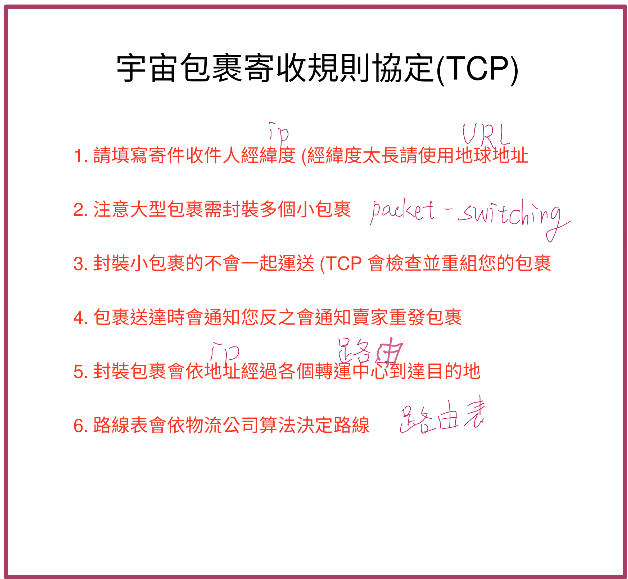 宇宙包裹寄收規則協定(TCP)
ip URL
1. 請填寫寄件收件人經緯度 (經緯度太長請使用地球地址
2. 注意大型包裹需封裝多個小包裹 packet-switching
3. 封裝小包裹的不會一起運送 (TCP 會檢查並重組您的包裹
4. 包裹送達時會通知您反之會通知賣家重發包裹
ip 路由
5. 封裝包裹會依地址經過各個轉運中心到達目的地
6. 路線表會依物流公司算法決定路線 路由表